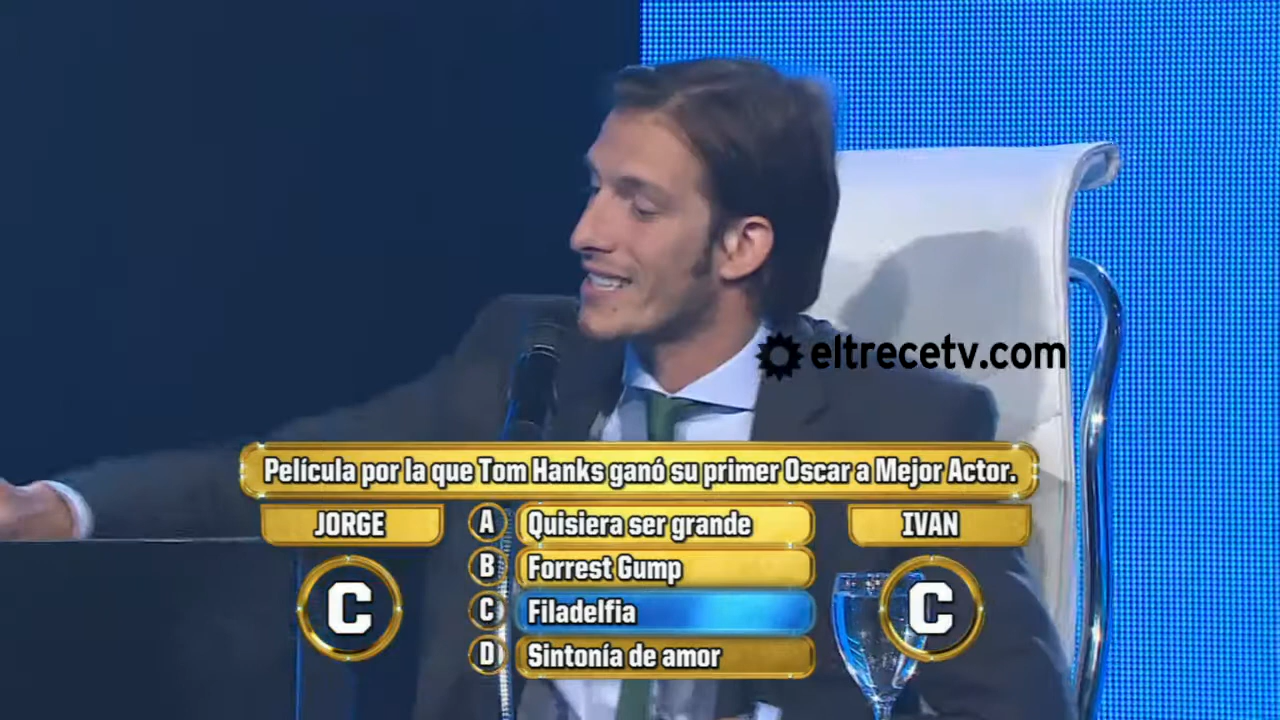 eltrecetv.com
Película por la que Tom Hanks ganó su primer Oscar a Mejor Actor.
JORGE
C
A Quisiera ser grande
B Forrest Gump
C Filadelfia
D Sintonía de amor
IVAN
C